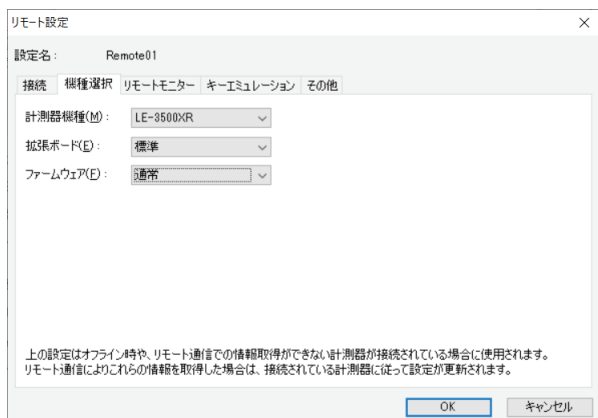 リモート設定
設定名： Remote01
接続 機種選択 リモートモニター キーエミュレーション その他
計測器機種(M)： LE-3500XR
拡張ボード(E)： 標準
ファームウェア(F)： 通常
上の設定はオフライン時や、リモート通信での情報取得ができない計測器が接続されている場合に使用されます。
リモート通信によりこれらの情報を取得した場合は、接続されている計測器に従って設定が更新されます。
OK キャンセル